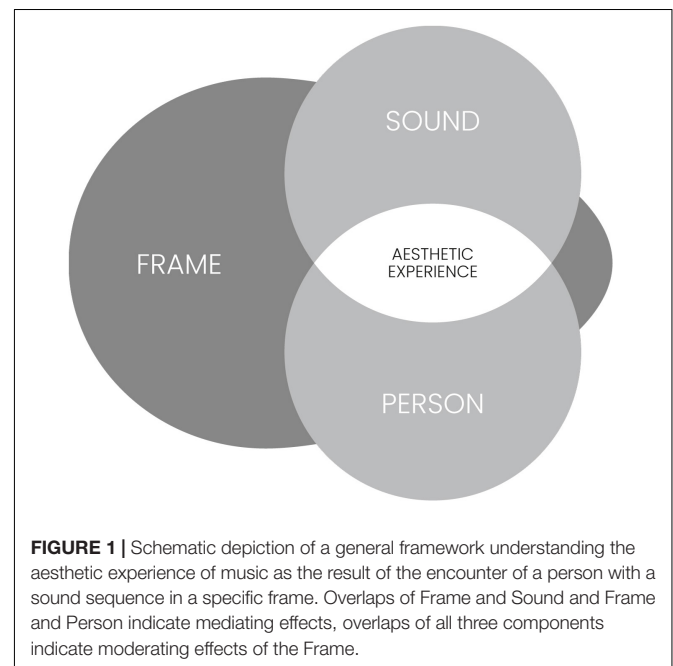 SOUND
FRAME
AESTHETIC
EXPERIENCE
PERSON
FIGURE 1 | Schematic depiction of a general framework understanding the
aesthetic experience of music as the result of the encounter of a person with a
sound sequence in a specific frame. Overlaps of Frame and Sound and Frame
and Person indicate mediating effects, overlaps of all three components
indicate moderating effects of the Frame.